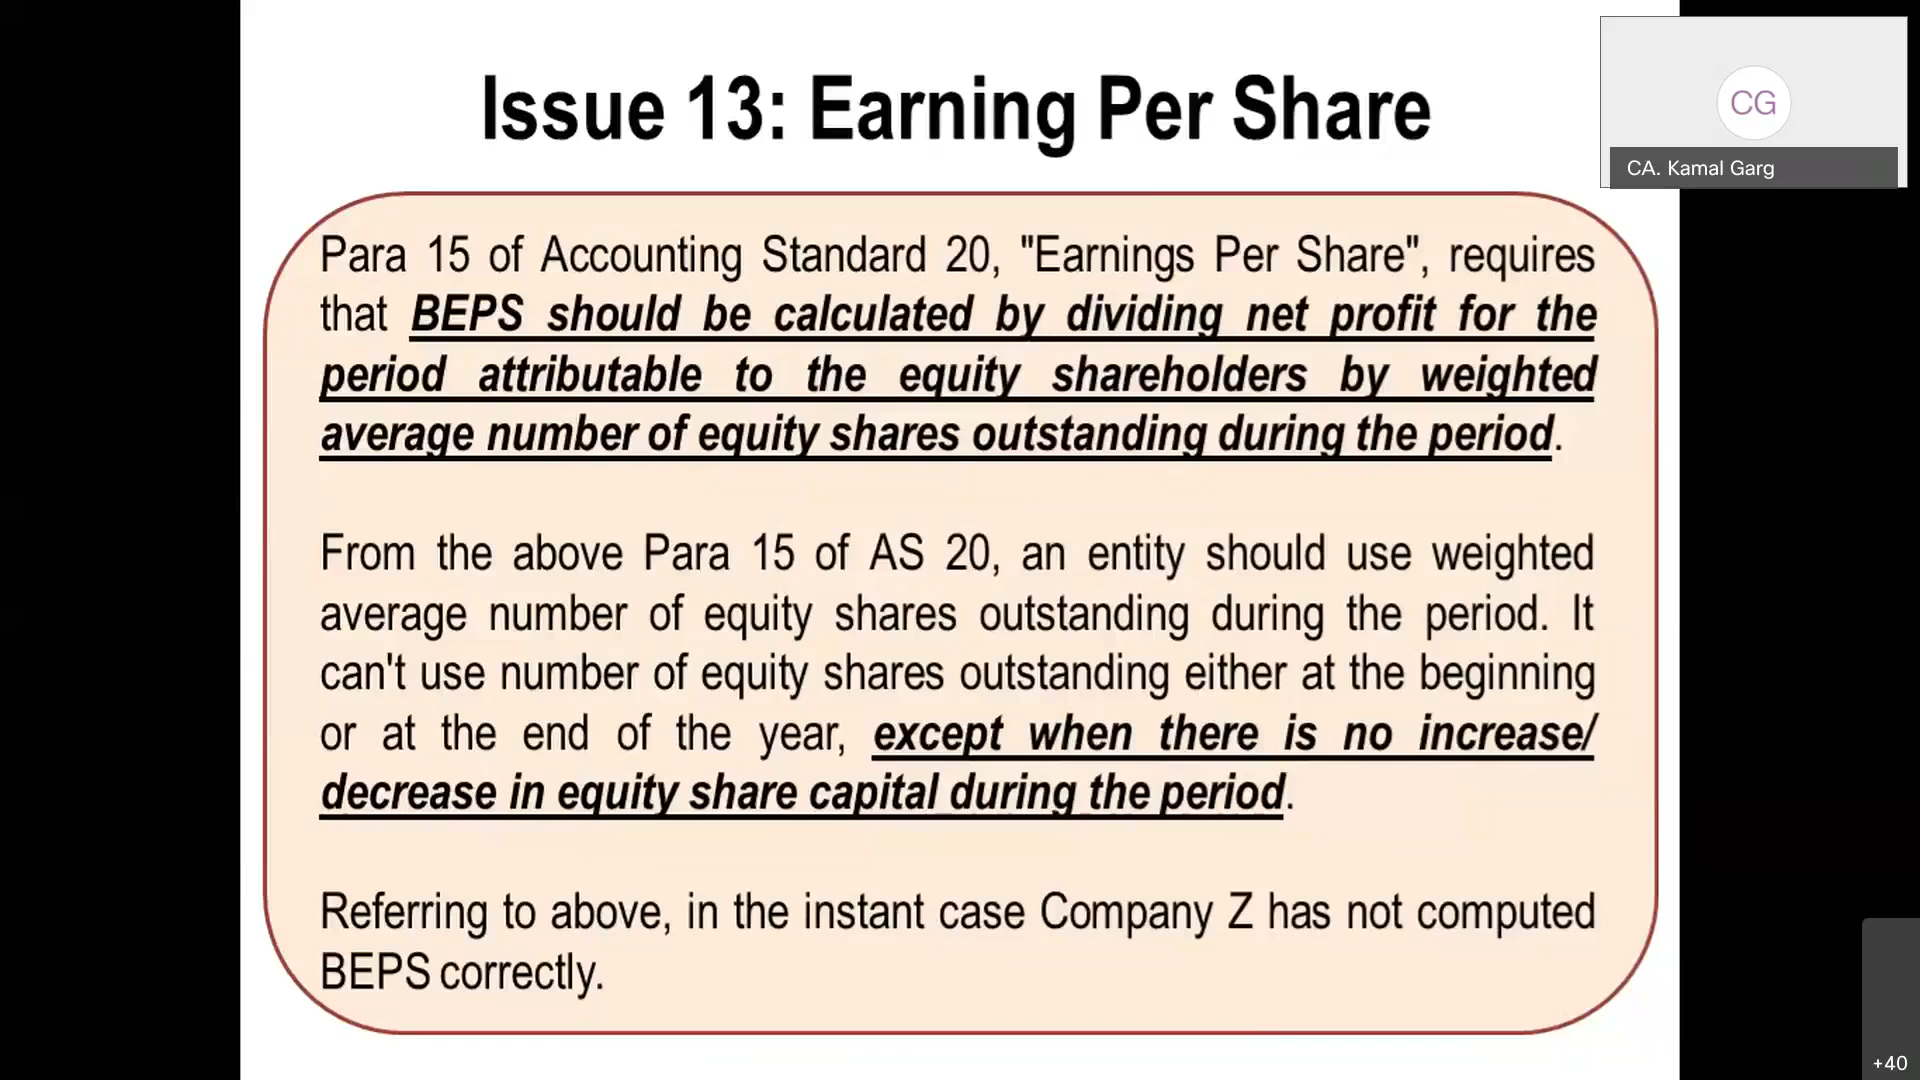 Issue 13: Earning Per Share
CG
CA. Kamal Garg
Para 15 of Accounting Standard 20, "Earnings Per Share", requires
that BEPS should be calculated by dividing net profit for the
period attributable to the equity shareholders by weighted
average number of equity shares outstanding during the period.
From the above Para 15 of AS 20, an entity should use weighted
average number of equity shares outstanding during the period. It
can't use number of equity shares outstanding either at the beginning
or at the end of the year, except when there is no increase/
decrease in equity share capital during the period.
Referring to above, in the instant case Company Z has not computed
BEPS correctly.
+40